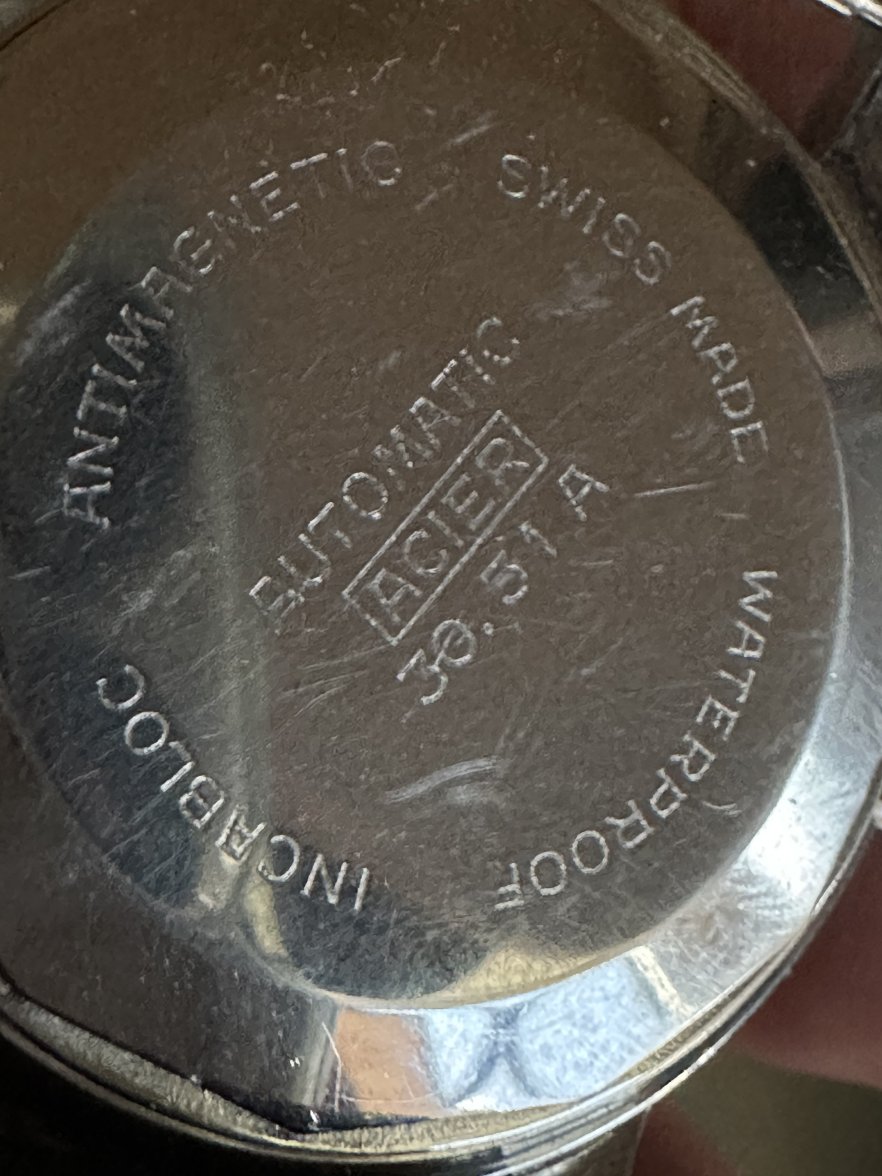 ANTIMAGNETIC
SWISS MADE
WATERPROOF
INCABLOC
AUTOMATIC
ACIER
30.51 A